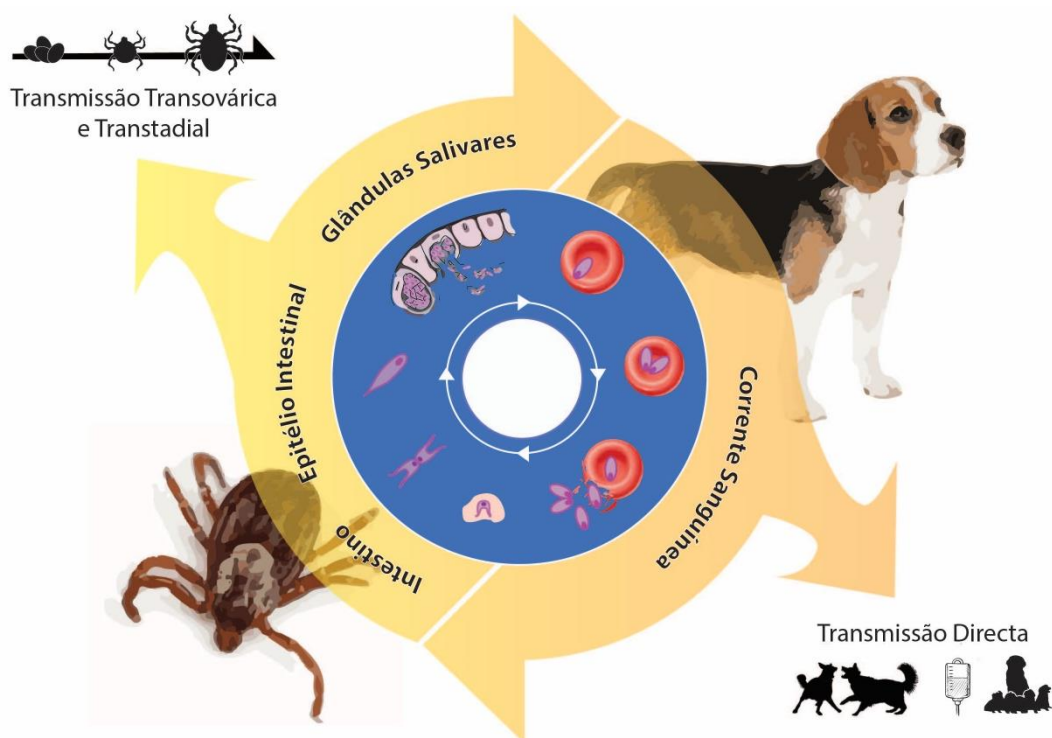 Transmissão Transovárica
e Transtadial
Glândulas Salivares
Epitélio Intestinal
Intestino
Corrente Sanguínea
Transmissão Directa